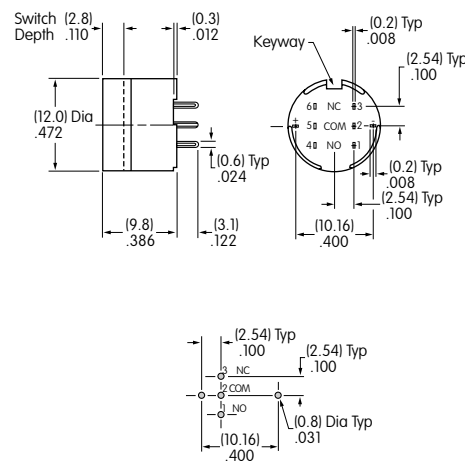 Switch
Depth
(2.8)
.110
(0.3)
.012
(12.0) Dia
.472
(0.6) Typ
.024
(9.8)
.386
(3.1)
.122
Keyway
(0.2) Typ
.008
(2.54) Typ
.100
6 NC 3
+ 5 COM 2 -
4 NO 1
(0.2) Typ
.008
(2.54) Typ
.100
(10.16)
.400
(2.54) Typ
.100
3 NC
2 COM
1 NO
(2.54) Typ
.100
(0.8) Dia Typ
.031
(10.16)
.400